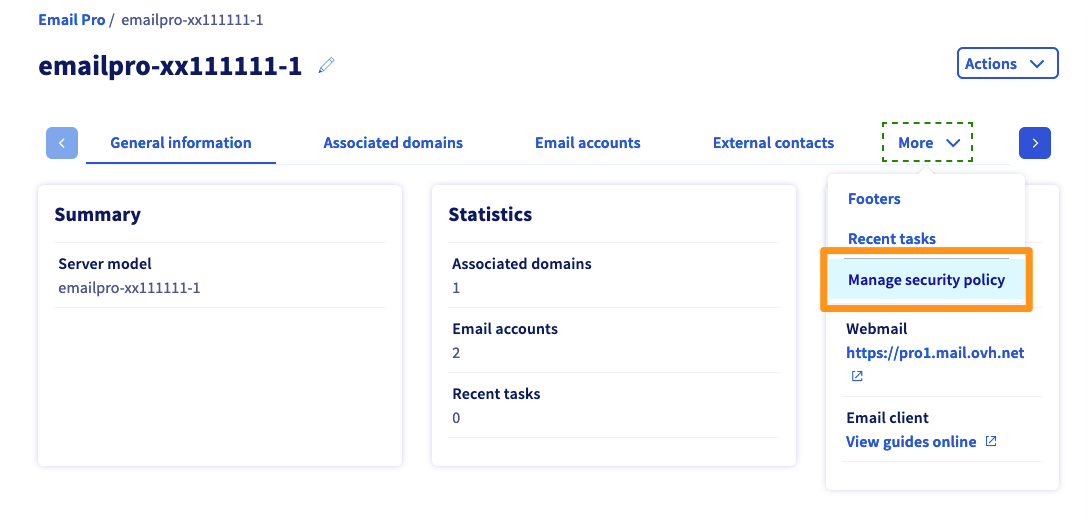 Email Pro / emailpro-xx111111-1
emailpro-xx111111-1
Actions
General information
Associated domains
Email accounts
External contacts
More
Footers
Recent tasks
Manage security policy
Summary
Server model
emailpro-xx111111-1
Statistics
Associated domains
1
Email accounts
2
Recent tasks
0
Webmail
https://pro1.mail.ovh.net
Email client
View guides online